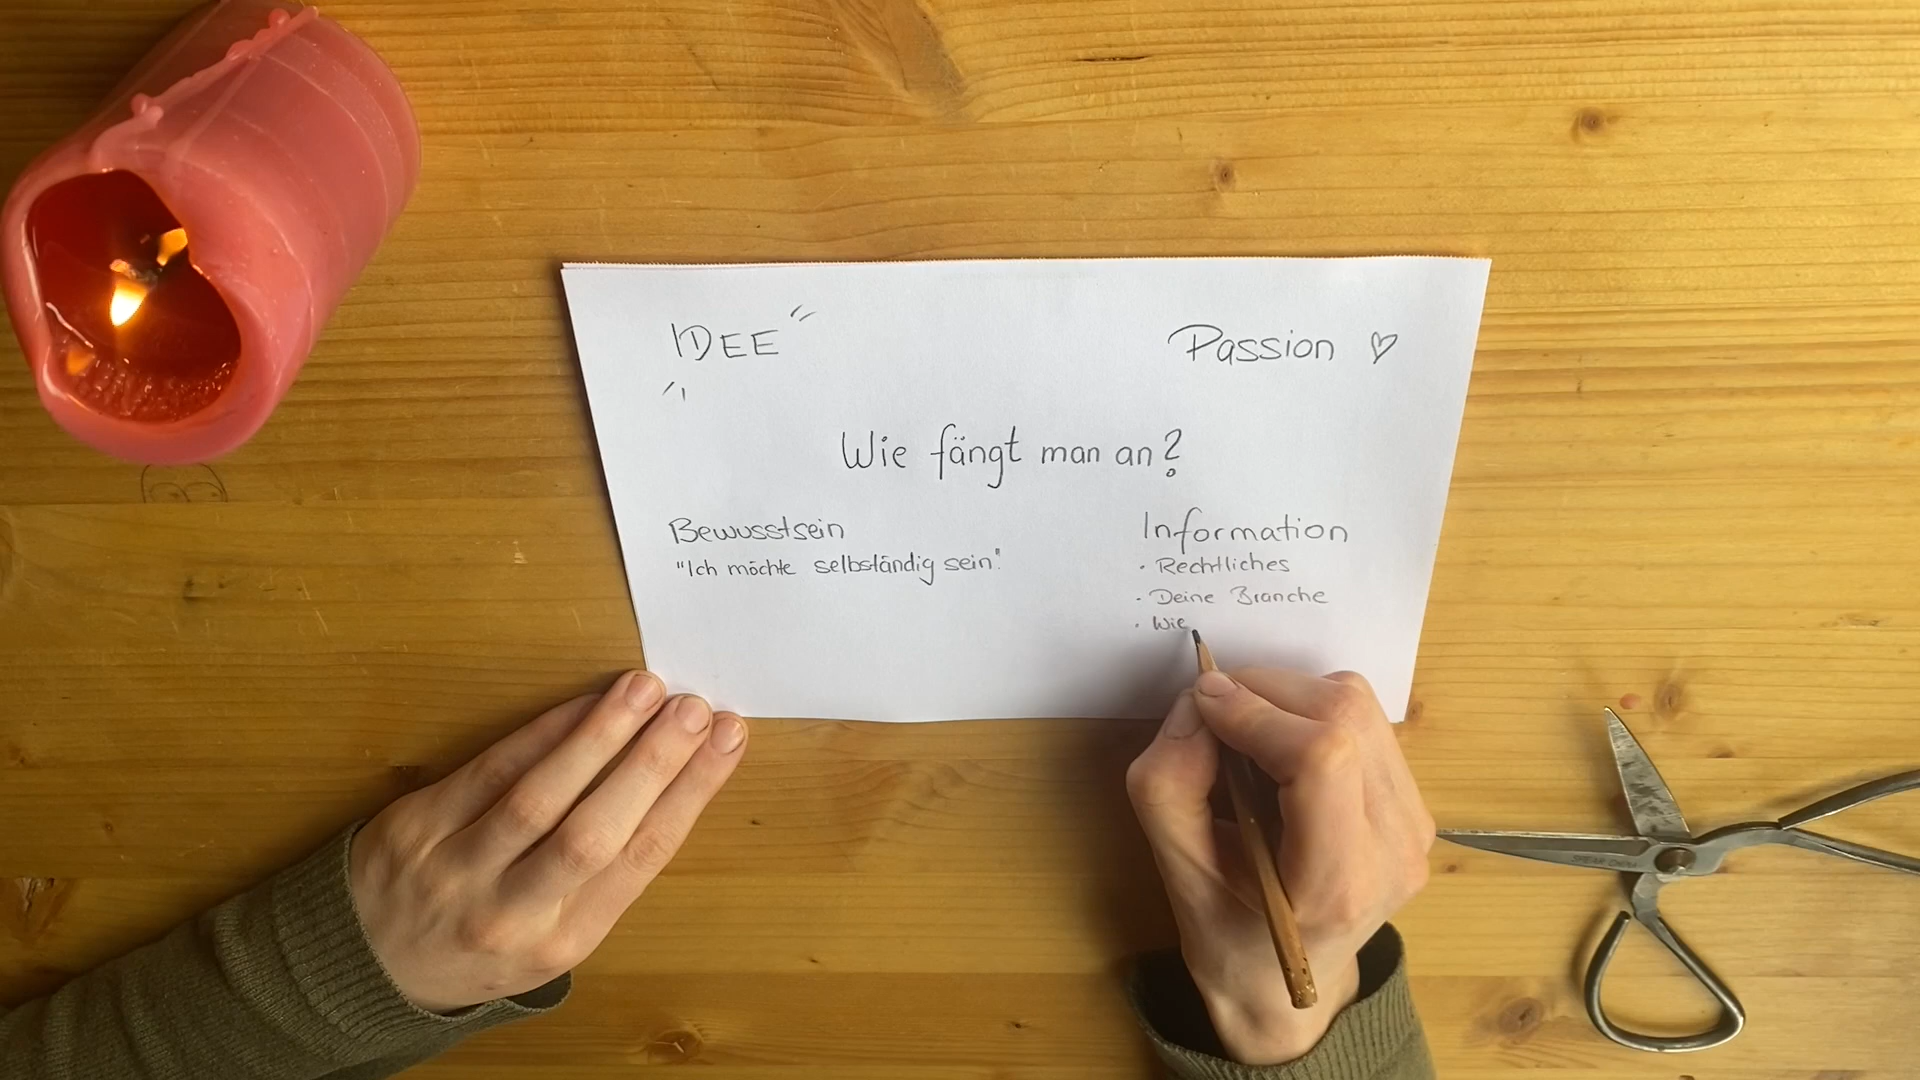 IDEE
Passion ♡
Wie fängt man an?
Bewusstsein
"Ich möchte selbständig sein"
Information
· Rechtliches
· Deine Branche
· Wie